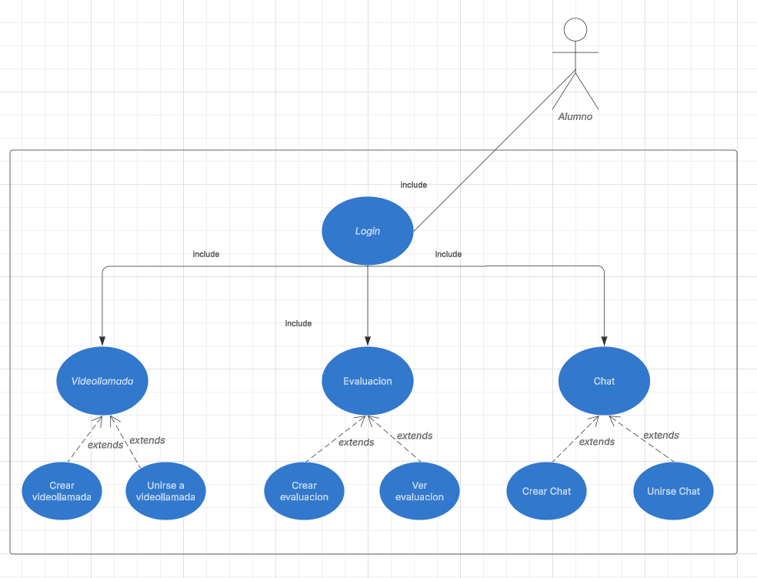 Alumno
include
Login
include
include
include
Videollamada
Evaluacion
Chat
extends
extends
extends
extends
extends
extends
Crear
videollamada
Unirse a
videollamada
Crear
evaluacion
Ver
evaluacion
Crear Chat
Unirse Chat